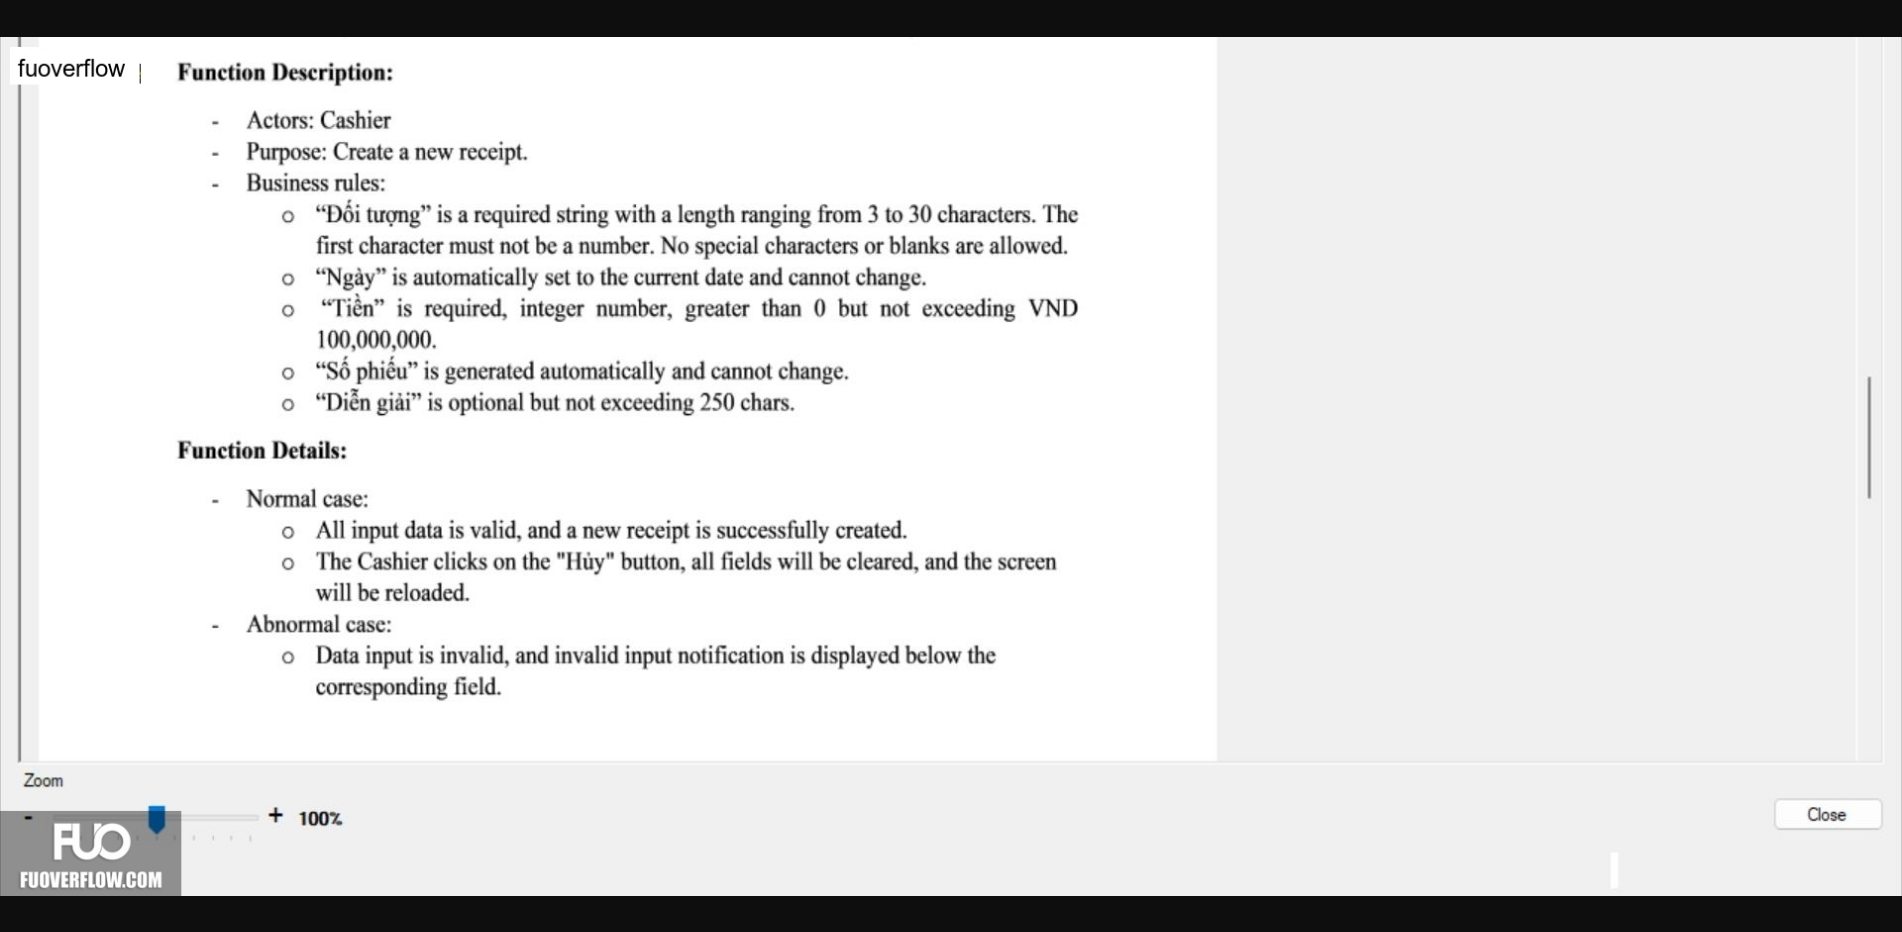 fuoverflow
Function Description:
- Actors: Cashier
- Purpose: Create a new receipt.
- Business rules:
o “Đối tượng” is a required string with a length ranging from 3 to 30 characters. The
first character must not be a number. No special characters or blanks are allowed.
o “Ngày” is automatically set to the current date and cannot change.
o “Tiền” is required, integer number, greater than 0 but not exceeding VND
100,000,000.
o “Số phiếu” is generated automatically and cannot change.
o “Diễn giải” is optional but not exceeding 250 chars.
Function Details:
- Normal case:
o All input data is valid, and a new receipt is successfully created.
o The Cashier clicks on the "Hủy" button, all fields will be cleared, and the screen
will be reloaded.
- Abnormal case:
o Data input is invalid, and invalid input notification is displayed below the
corresponding field.
Zoom
- + 100%
Close
FUO
FUOVERFLOW.COM